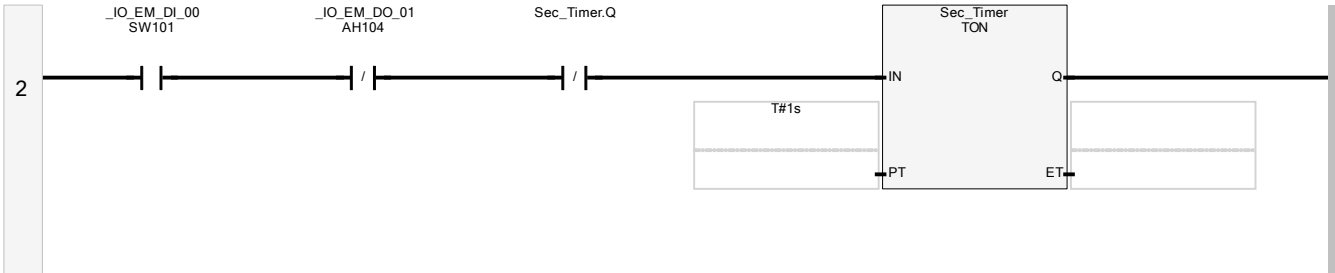 _IO_EM_DI_00
SW101
_IO_EM_DO_01
AH104
Sec_Timer.Q
Sec_Timer
TON
2
/
/
IN
Q
T#1s
PT
ET